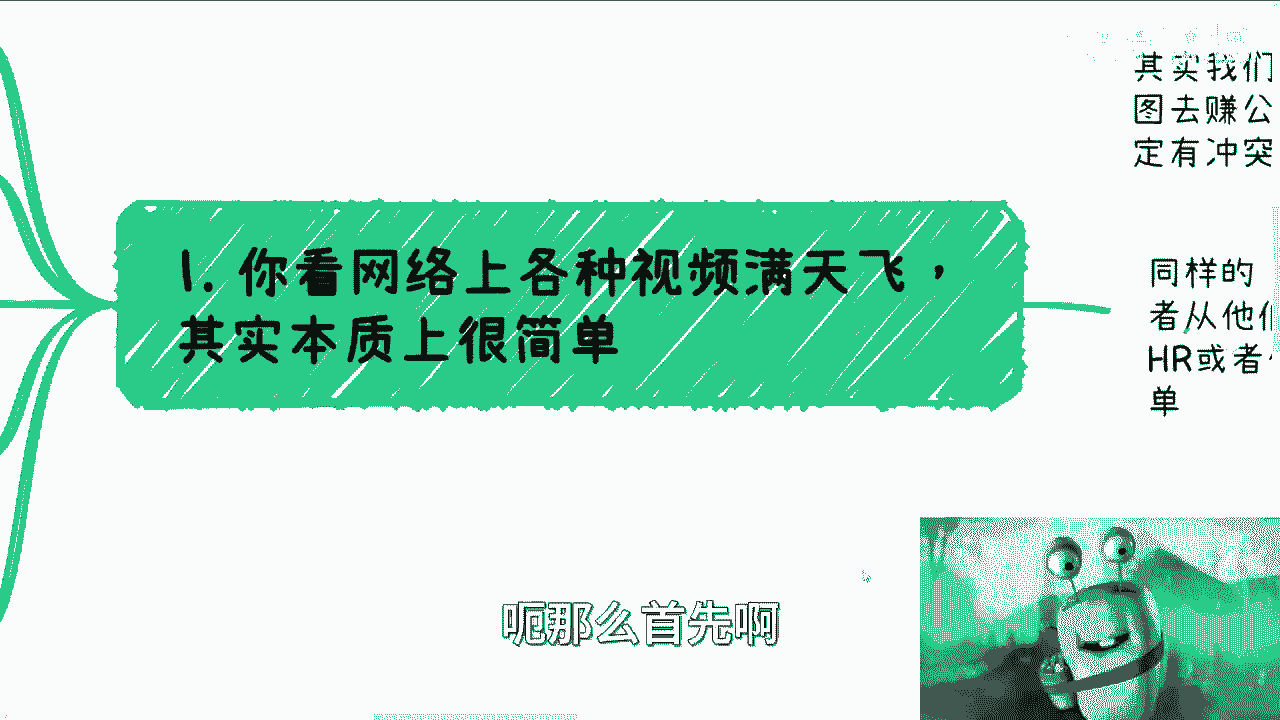 1. 你看网络上各种视频满天飞，
其实本质上很简单
其实我们
图去赚公
定有冲突
同样的
者从他
HR或者
单
呃那么首先啊